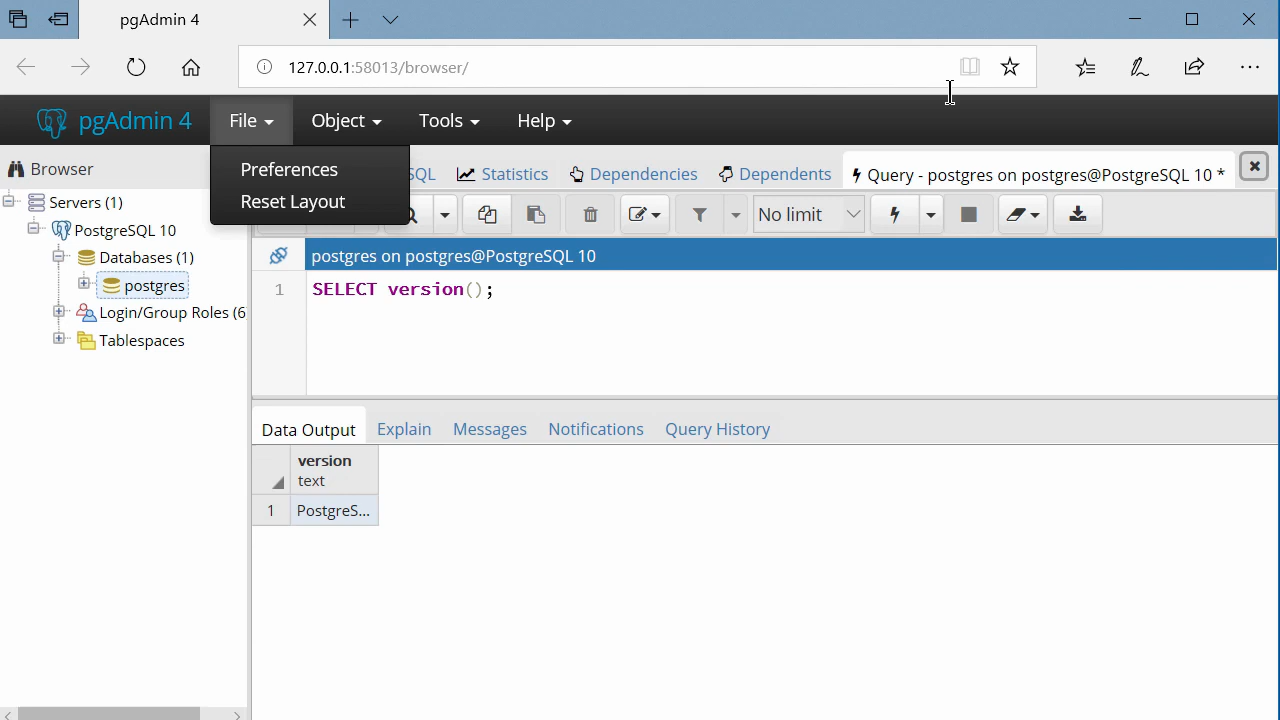 pgAdmin 4
127.0.0.1:58013/browser/
pgAdmin 4 File Object Tools Help
Browser
Preferences
Reset Layout
SQL Statistics Dependencies Dependents Query - postgres on postgres@PostgreSQL 10 *
Servers (1)
PostgreSQL 10
Databases (1)
postgres
Login/Group Roles (6
Tablespaces
No limit
postgres on postgres@PostgreSQL 10
1 SELECT version();
Data Output Explain Messages Notifications Query History
version
text
1 PostgreS...